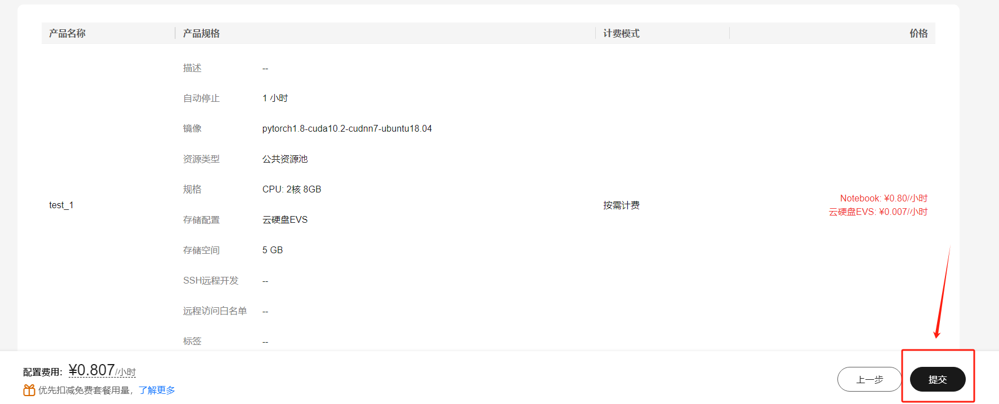 产品名称 产品规格 计费模式 价格
描述 --
自动停止 1 小时
镜像 pytorch1.8-cuda10.2-cudnn7-ubuntu18.04
资源类型 公共资源池
规格 CPU: 2核 8GB
Notebook: ¥0.80/小时
test_1 按需计费
云硬盘EVS: ¥0.007/小时
存储配置 云硬盘EVS
存储空间 5 GB
SSH远程开发 --
远程访问白名单 --
标签 --
配置费用: ¥0.807/小时
优先扣减免费套餐用量，了解更多
上一步 提交